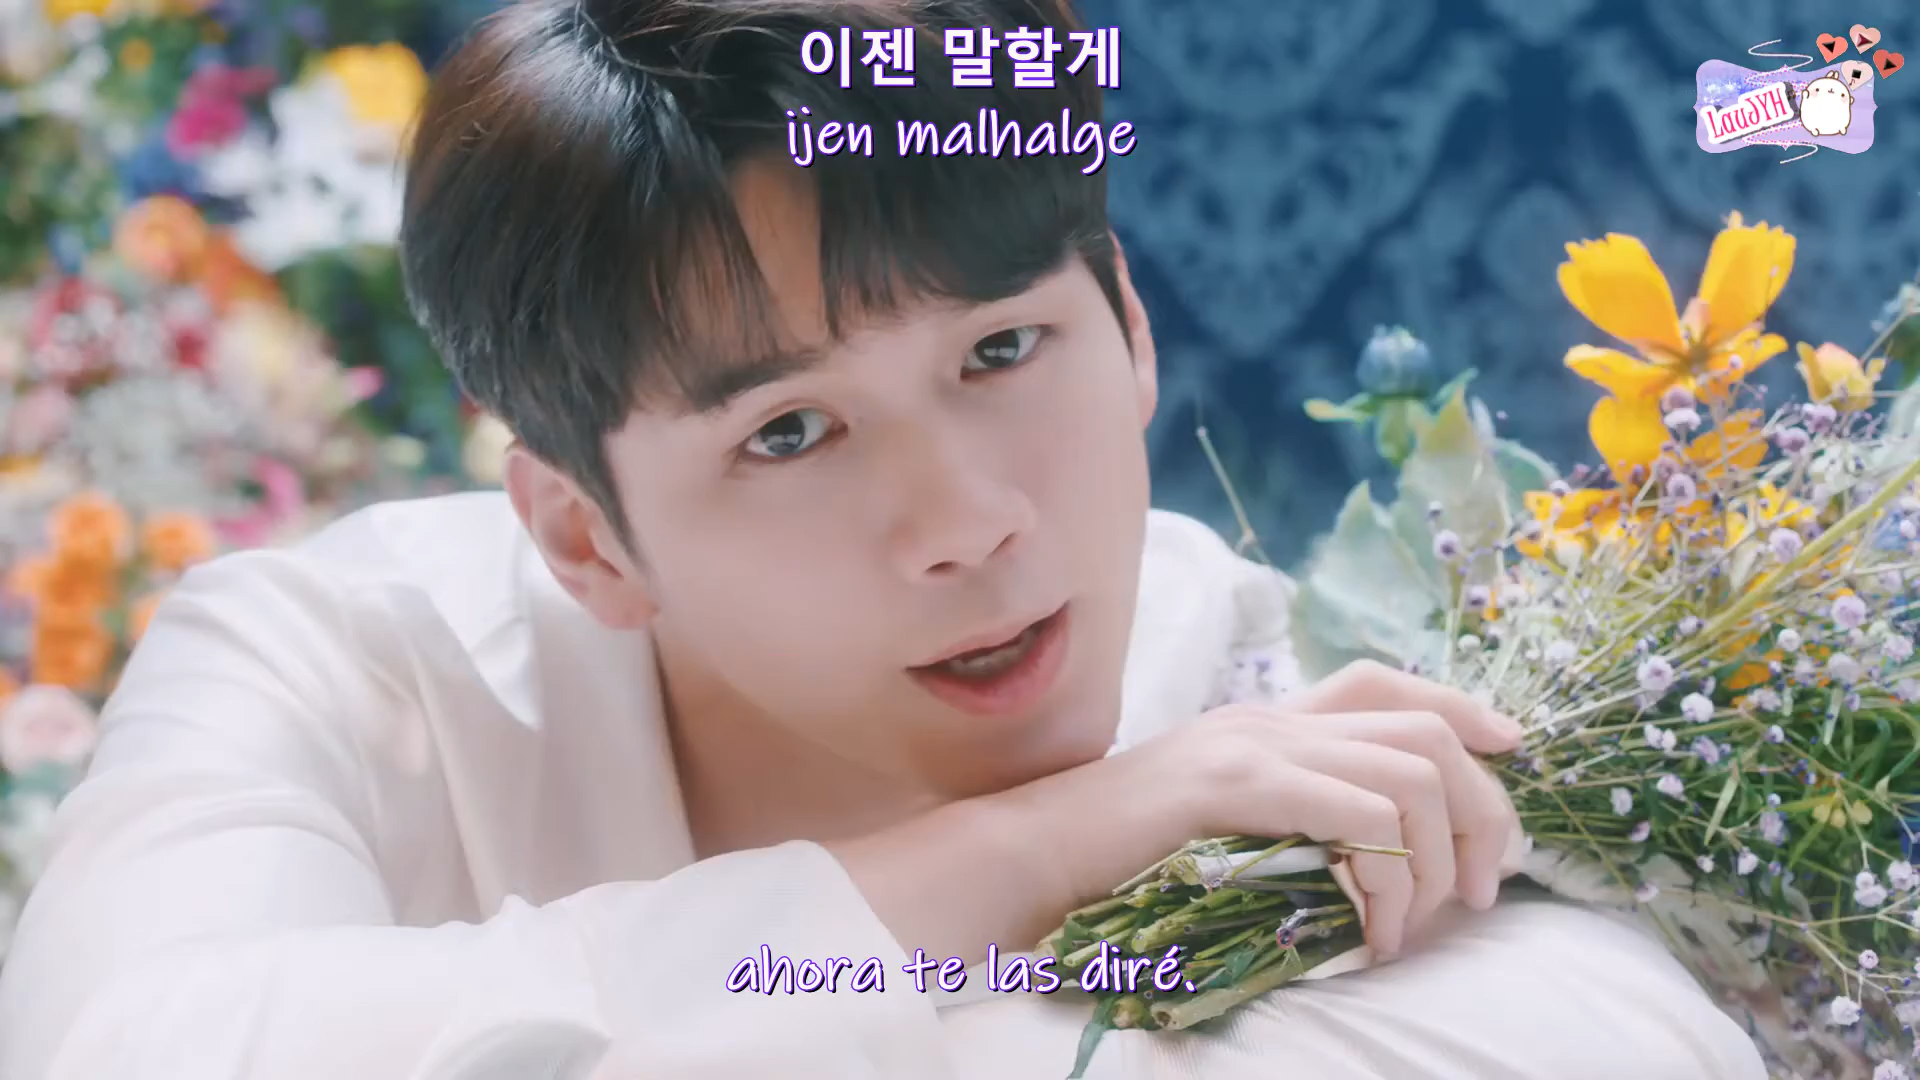 이젠 말할게
ijen malhalge
LauJYH
ahora te las diré.